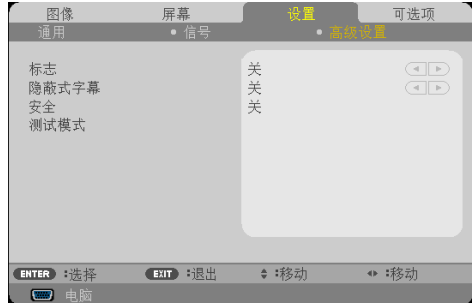 图像 屏幕 设置 可选项
通用 • 信号 • 高级设置
标志 关
隐蔽式字幕 关
安全 关
测试模式
ENTER :选择 EXIT :退出 :移动 :移动
电脑